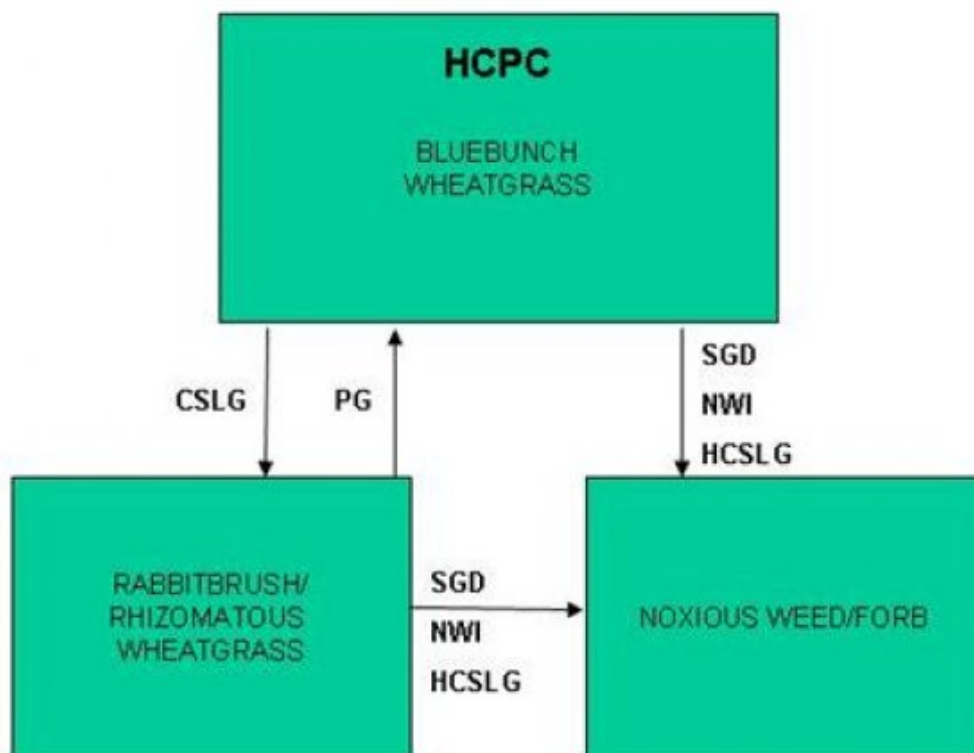 HCPC
BLUEBUNCH
WHEATGRASS
CSLG
PG
SGD
NWI
HCSLG
RABBITBRUSH/
RHIZOMATOUS
WHEATGRASS
SGD
NWI
HCSLG
NOXIOUS WEED/FORB